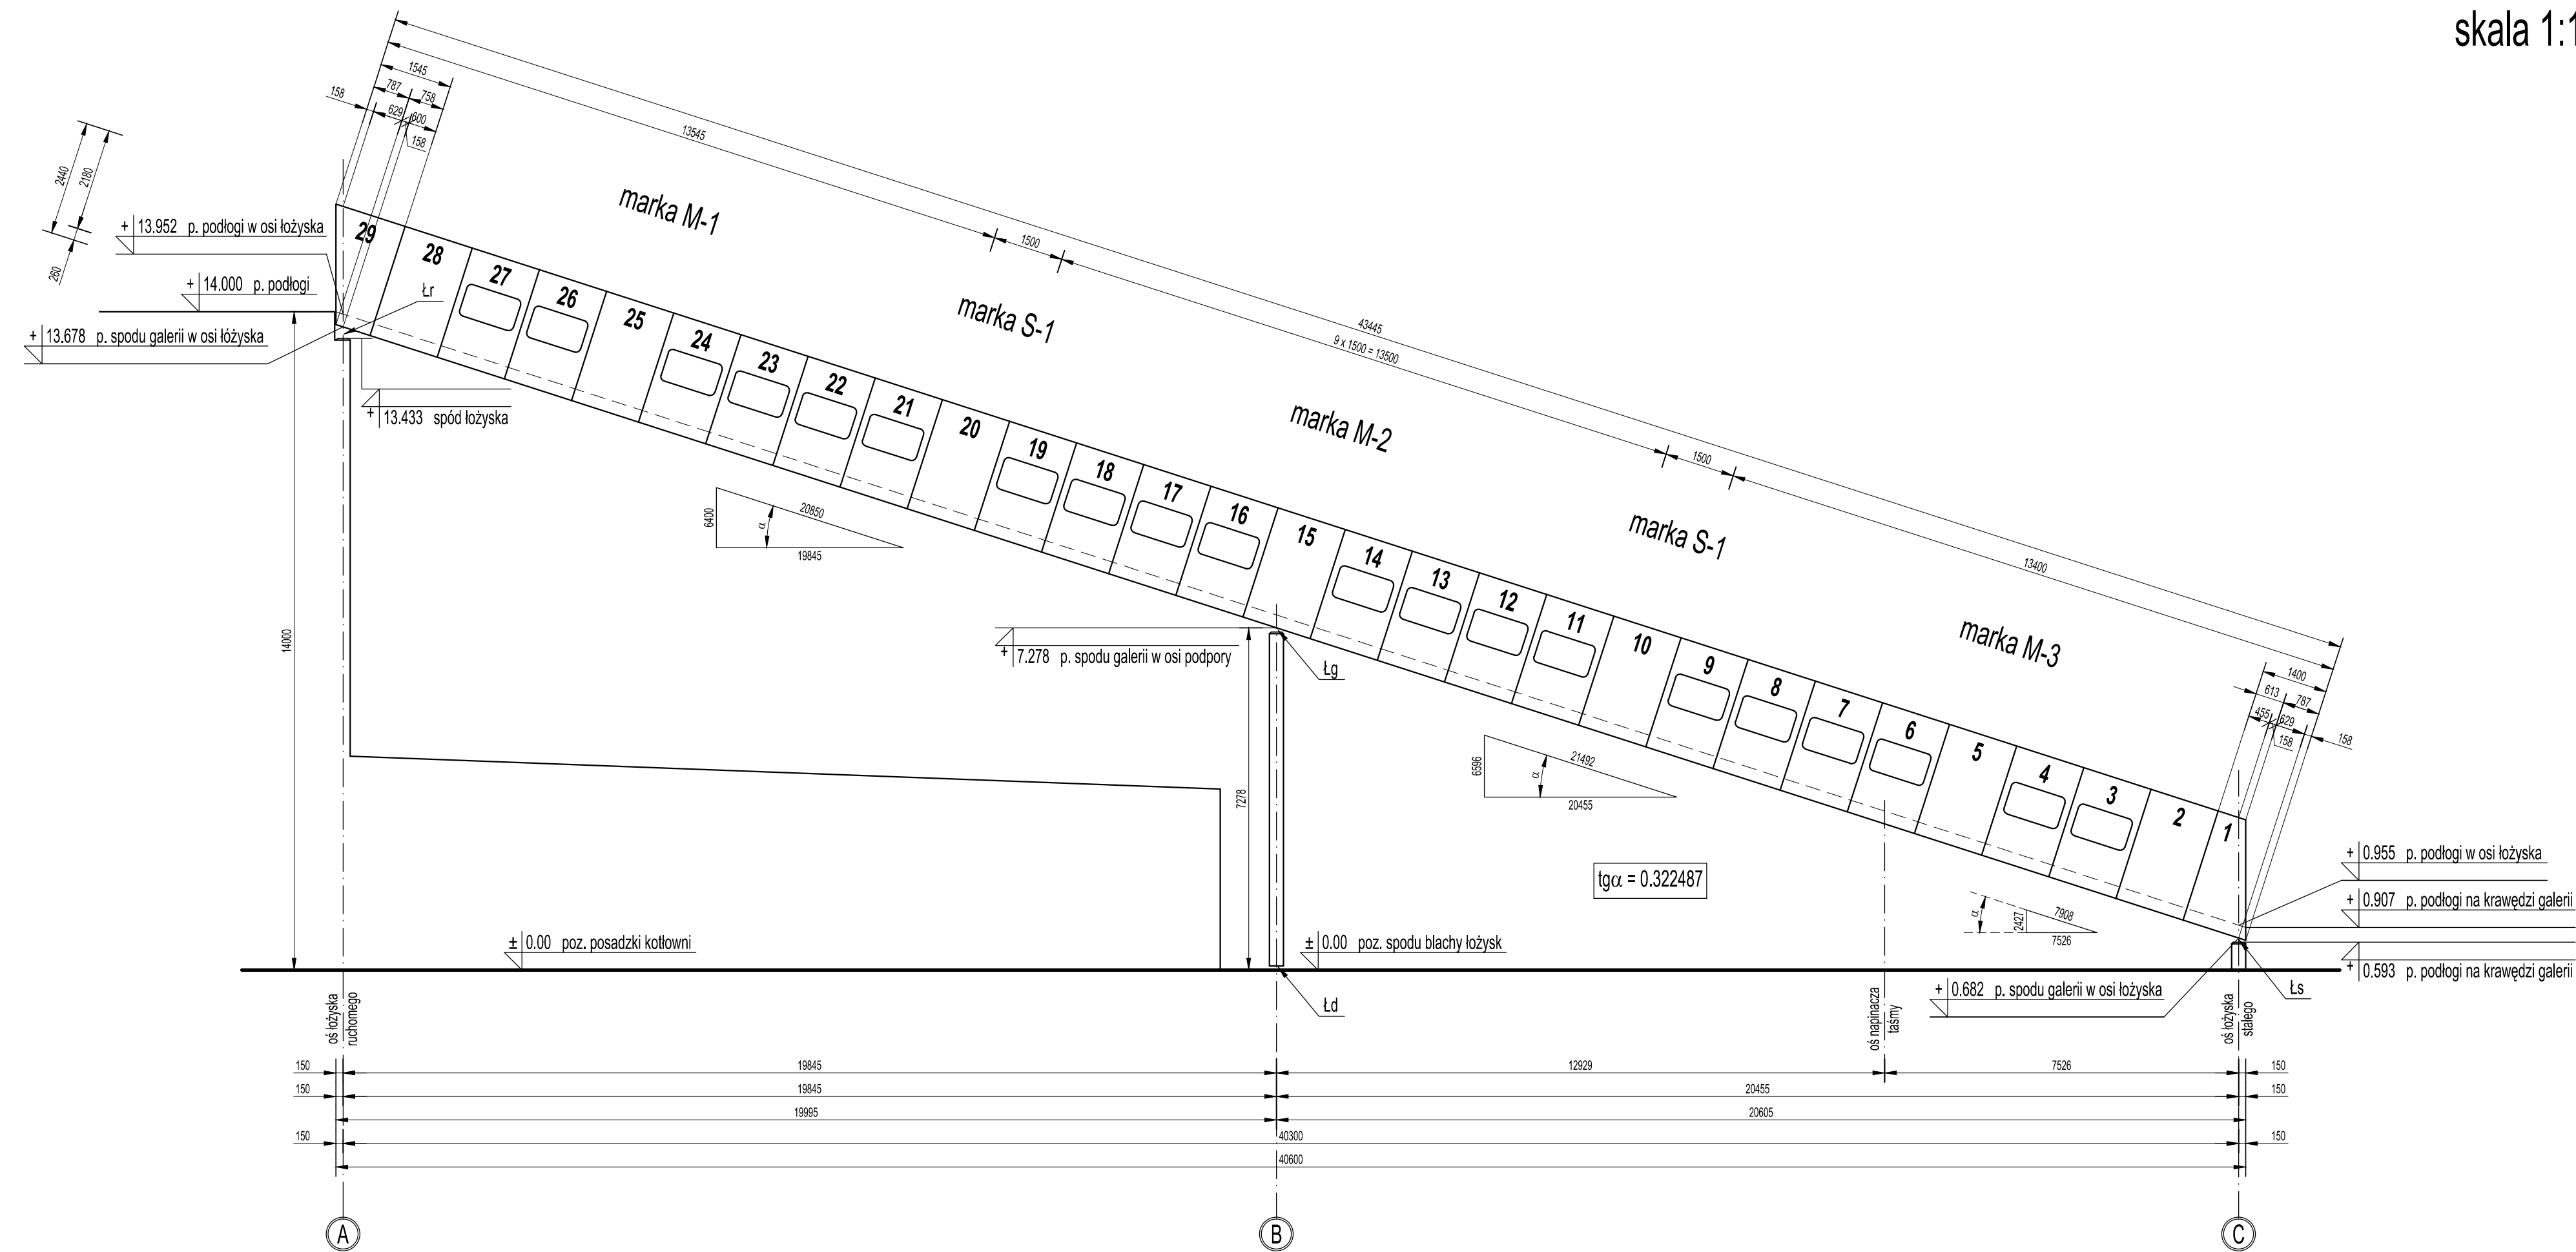 skala 1:1
1545
787
758
158
629
600
158
13545
1500
43445
9 x 1500 = 13500
1500
13400
2440
2180
260
marka M-1
marka S-1
marka M-2
marka S-1
marka M-3
+ 13.952 p. podłogi w osi łożyska
+ 14.000 p. podłogi
+ 13.678 p. spodu galerii w osi łóżyska
Łr
+ 13.433 spód łożyska
29
28
27
26
25
24
23
22
21
20
19
18
17
16
15
14
13
12
11
10
9
8
7
6
5
4
3
2
1
6400
α
20850
19845
14000
+ 7.278 p. spodu galerii w osi podpory
Łg
7278
6596
α
21492
20455
tgα = 0.322487
1400
613
787
455
629
158
158
α
2427
7908
7526
+ 0.955 p. podłogi w osi łożyska
+ 0.907 p. podłogi na krawędzi galerii
+ 0.593 p. podłogi na krawędzi galerii
± 0.00 poz. posadzki kotłowni
± 0.00 poz. spodu blachy łożysk
+ 0.682 p. spodu galerii w osi łożyska
Łs
Łd
oś łożyska
ruchomego
oś napinacza
taśmy
oś łożyska
stałego
150
19845
12929
7526
150
150
19845
20455
150
19995
20605
150
40300
150
40600
A
B
C